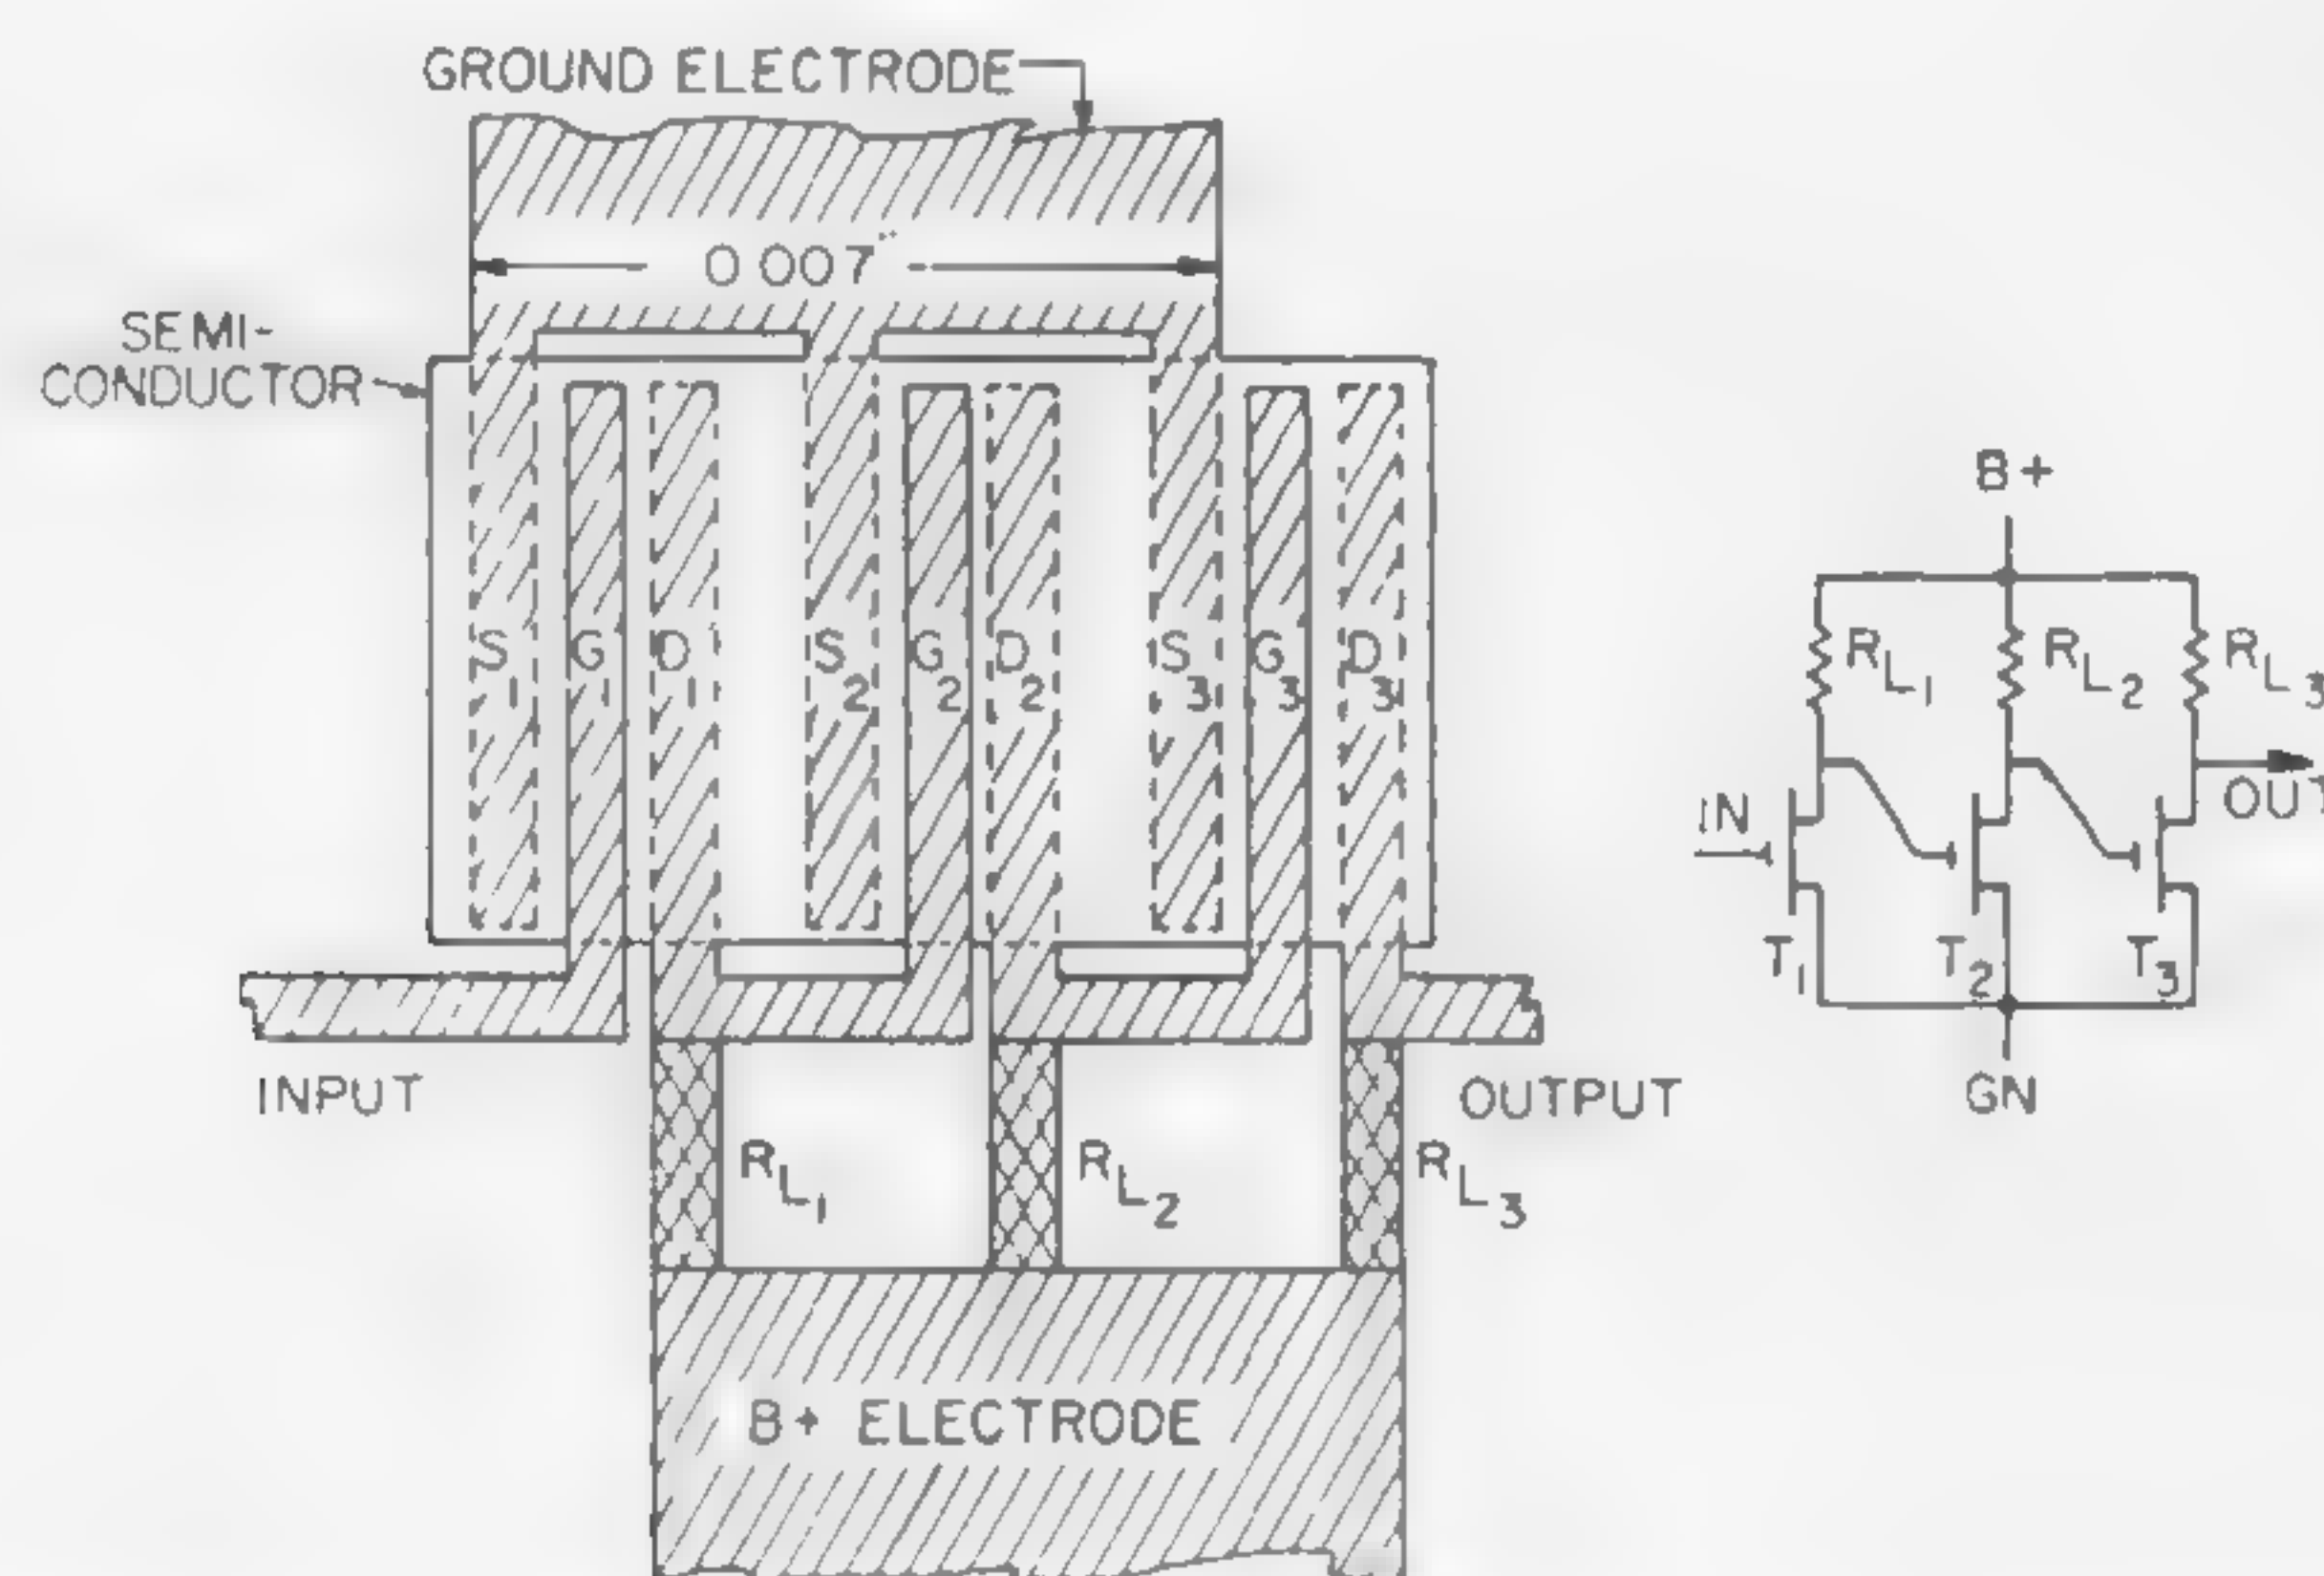 GROUND ELECTRODE
0.007"
SEMI-
CONDUCTOR
S1 G1 D1 S2 G2 D2 S3 G3 D3
INPUT
OUTPUT
RL1 RL2 RL3
B+ ELECTRODE
B+
RL1 RL2 RL3
IN
OUT
T1 T2 T3
GN